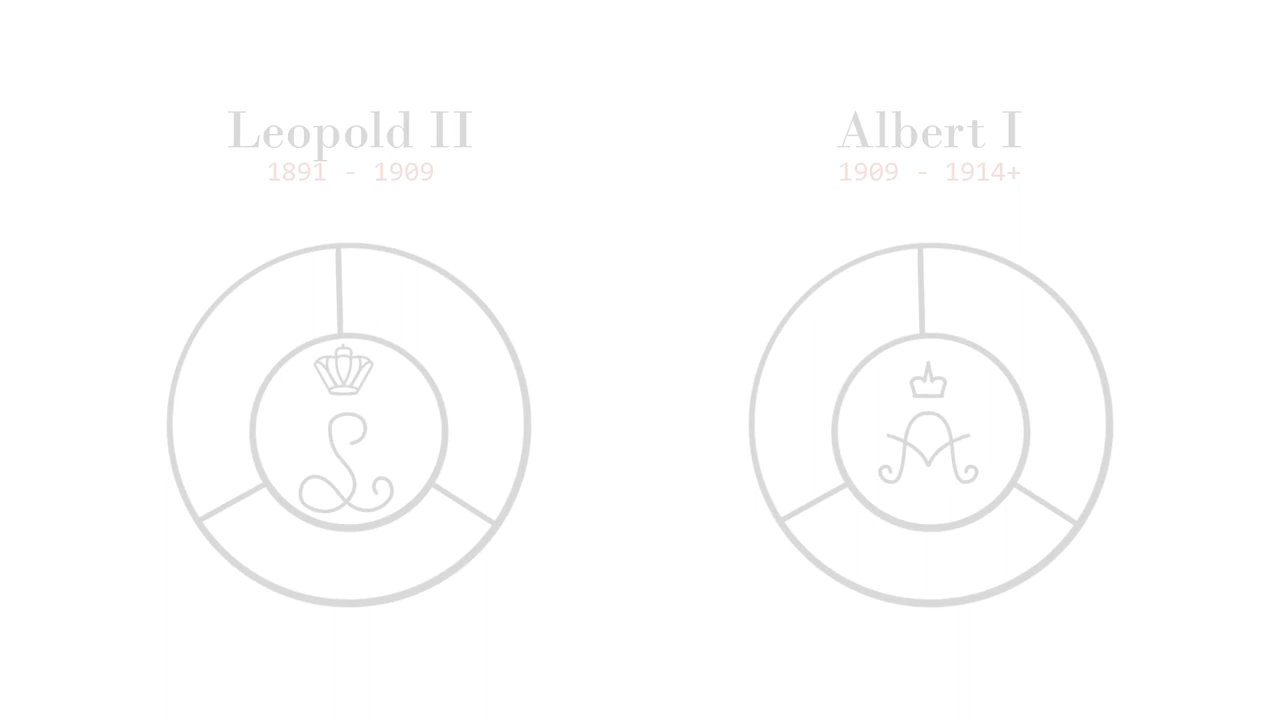 Leopold II
1891 - 1909
Albert I
1909 - 1914+
L
A